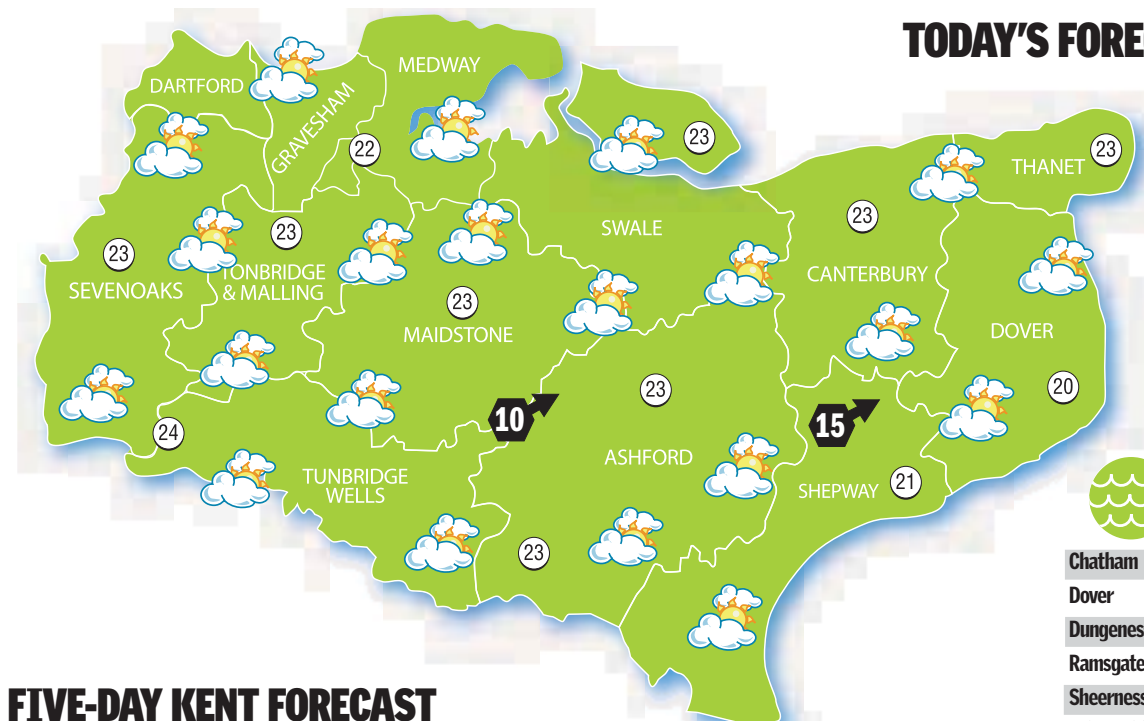 TODAY'S FORE
MEDWAY
DARTFORD
GRAVESHAM
22
23
THANET
23
23
23
23
SWALE
SEVENOAKS
TONBRIDGE
& MALLING
CANTERBURY
23
MAIDSTONE
DOVER
23
20
10
15
24
ASHFORD
TUNBRIDGE
WELLS
SHEPWAY
21
23
Chatham
Dover
Dungenes
Ramsgate
Sheerness
FIVE-DAY KENT FORECAST